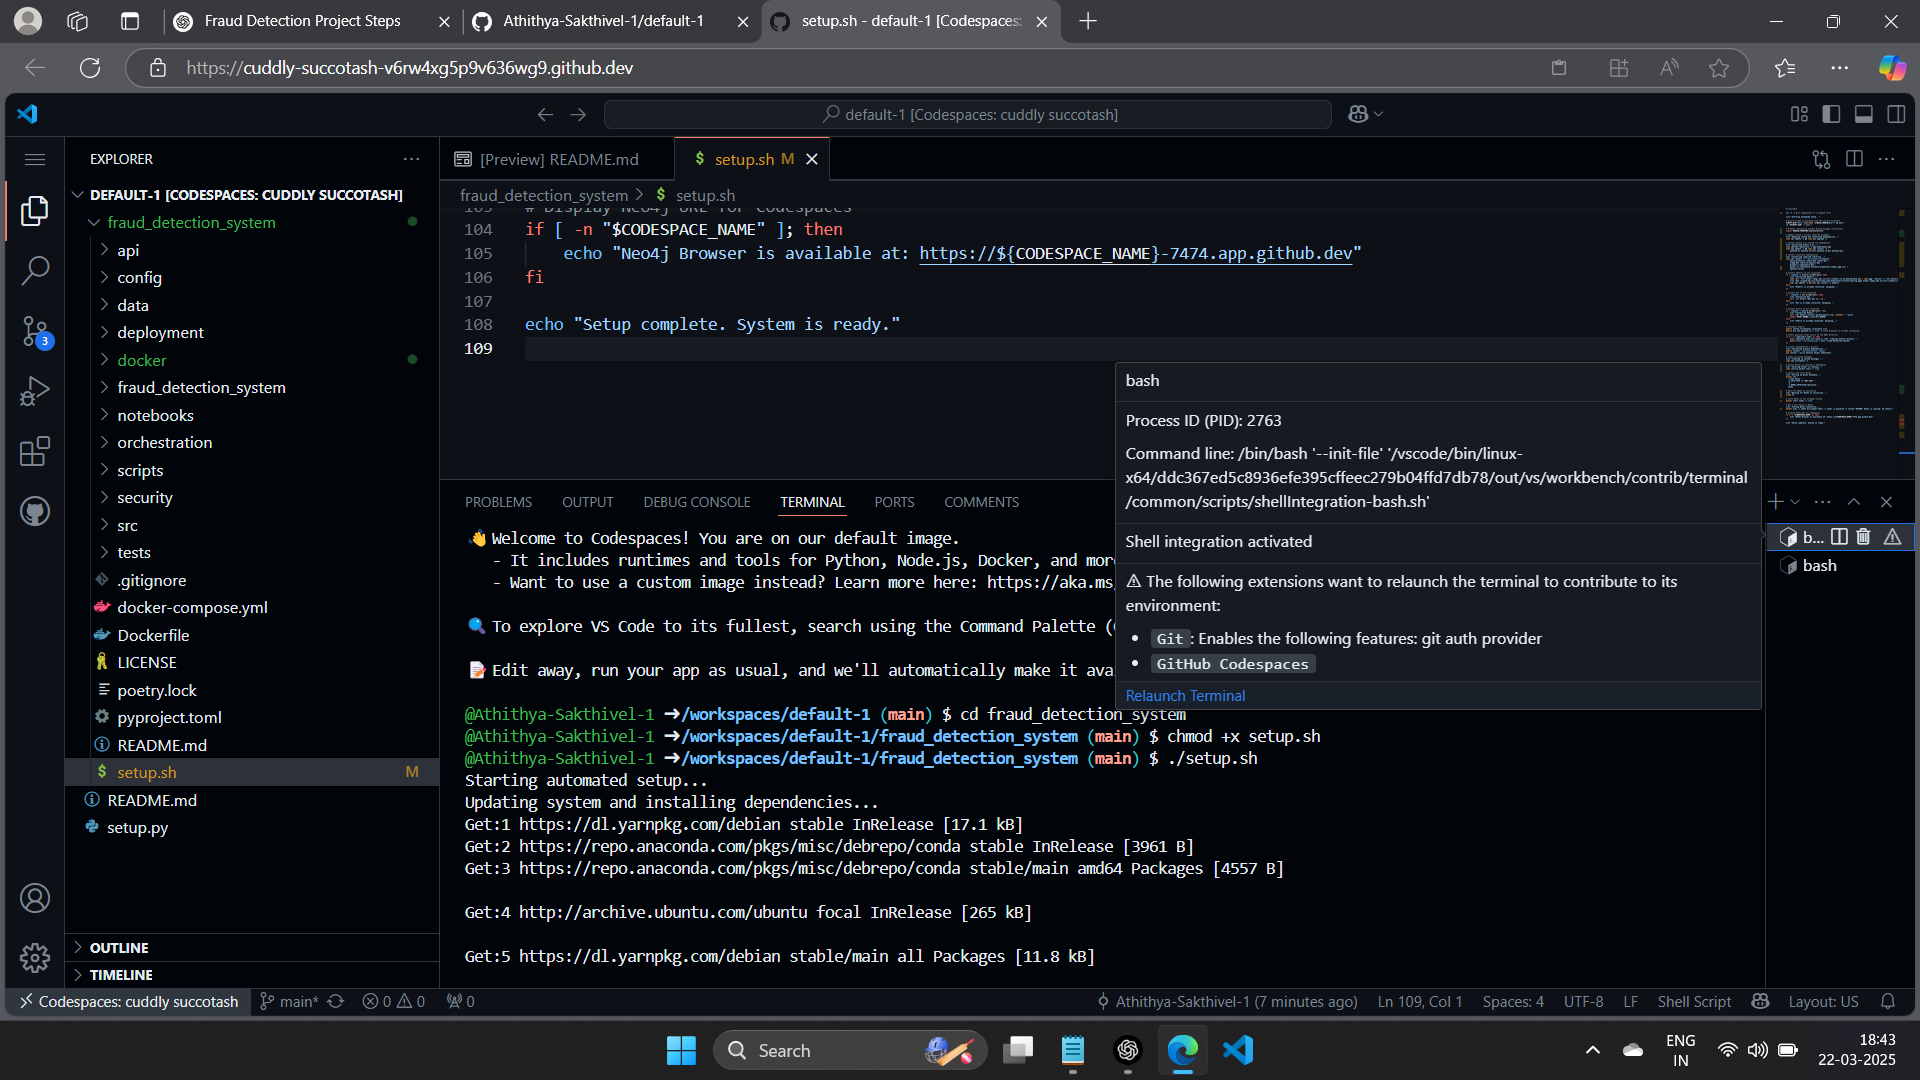 Fraud Detection Project Steps
Athithya-Sakthivel-1/default-1
setup.sh - default-1 [Codespaces:
https://cuddly-succotash-v6rw4xg5p9v636wg9.github.dev
default-1 [Codespaces: cuddly succotash]
EXPLORER
DEFAULT-1 [CODESPACES: CUDDLY SUCCOTASH]
fraud_detection_system
api
config
data
deployment
docker
fraud_detection_system
notebooks
orchestration
scripts
security
src
tests
.gitignore
docker-compose.yml
Dockerfile
LICENSE
poetry.lock
pyproject.toml
README.md
setup.sh M
README.md
setup.py
OUTLINE
TIMELINE
3
[Preview] README.md
$ setup.sh M
fraud_detection_system > $ setup.sh
103 # Display Neo4j URL for Codespaces
104 if [ -n "$CODESPACE_NAME" ]; then
105 echo "Neo4j Browser is available at: https://${CODESPACE_NAME}-7474.app.github.dev"
106 fi
107
108 echo "Setup complete. System is ready."
109
PROBLEMS OUTPUT DEBUG CONSOLE TERMINAL PORTS COMMENTS
👋 Welcome to Codespaces! You are on our default image.
- It includes runtimes and tools for Python, Node.js, Docker, and mor
- Want to use a custom image instead? Learn more here: https://aka.ms
🔍 To explore VS Code to its fullest, search using the Command Palette (
📝 Edit away, run your app as usual, and we'll automatically make it ava
@Athithya-Sakthivel-1 ➜/workspaces/default-1 (main) $ cd fraud_detection_system
@Athithya-Sakthivel-1 ➜/workspaces/default-1/fraud_detection_system (main) $ chmod +x setup.sh
@Athithya-Sakthivel-1 ➜/workspaces/default-1/fraud_detection_system (main) $ ./setup.sh
Starting automated setup...
Updating system and installing dependencies...
Get:1 https://dl.yarnpkg.com/debian stable InRelease [17.1 kB]
Get:2 https://repo.anaconda.com/pkgs/misc/debrepo/conda stable InRelease [3961 B]
Get:3 https://repo.anaconda.com/pkgs/misc/debrepo/conda stable/main amd64 Packages [4557 B]
Get:4 http://archive.ubuntu.com/ubuntu focal InRelease [265 kB]
Get:5 https://dl.yarnpkg.com/debian stable/main all Packages [11.8 kB]
bash
Process ID (PID): 2763
Command line: /bin/bash '--init-file' '/vscode/bin/linux-
x64/ddc367ed5c8936efe395cffeec279b04ffd7db78/out/vs/workbench/contrib/terminal
/common/scripts/shellIntegration-bash.sh'
Shell integration activated
⚠ The following extensions want to relaunch the terminal to contribute to its
environment:
• Git: Enables the following features: git auth provider
• GitHub Codespaces
Relaunch Terminal
b...
bash
Codespaces: cuddly succotash main* 0 0 0
Athithya-Sakthivel-1 (7 minutes ago) Ln 109, Col 1 Spaces: 4 UTF-8 LF Shell Script Layout: US
Search
ENG
IN
18:43
22-03-2025